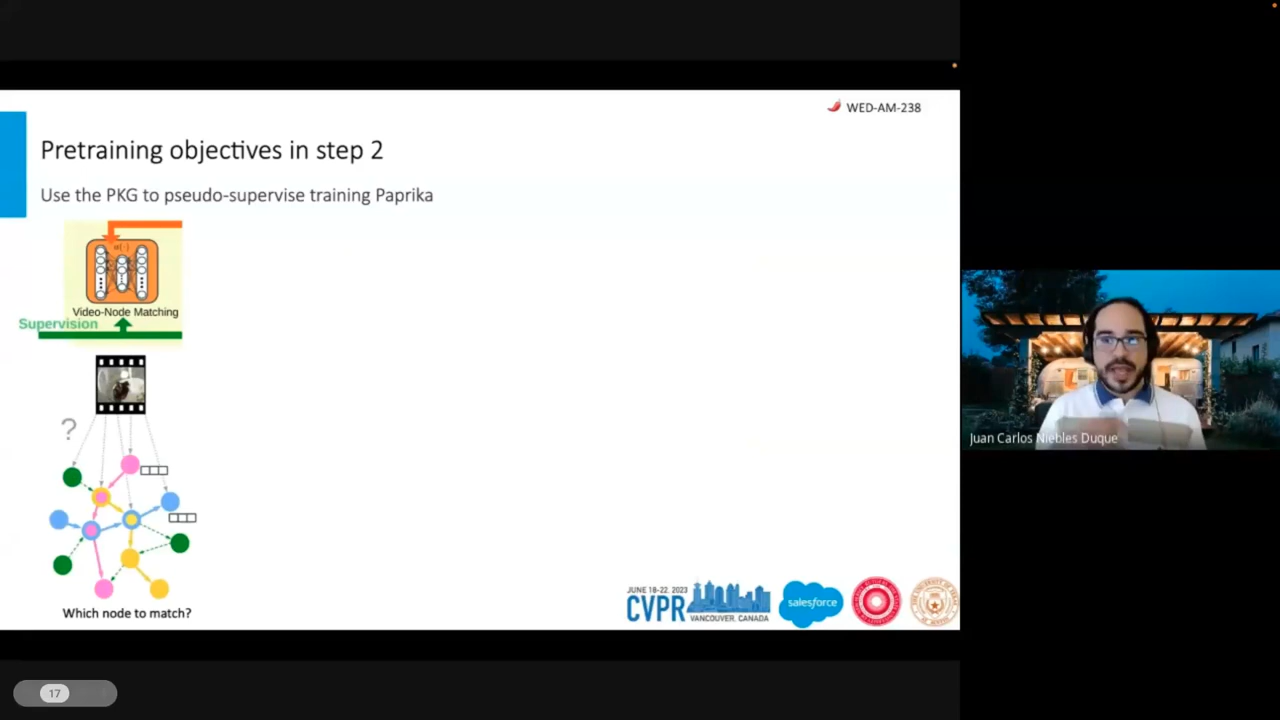 WED-AM-238
Pretraining objectives in step 2
Use the PKG to pseudo-supervise training Paprika
Video-Node Matching
Supervision
?
Which node to match?
JUNE 18-22, 2023
CVPR
VANCOUVER, CANADA
salesforce
Juan Carlos Niebles Duque
17